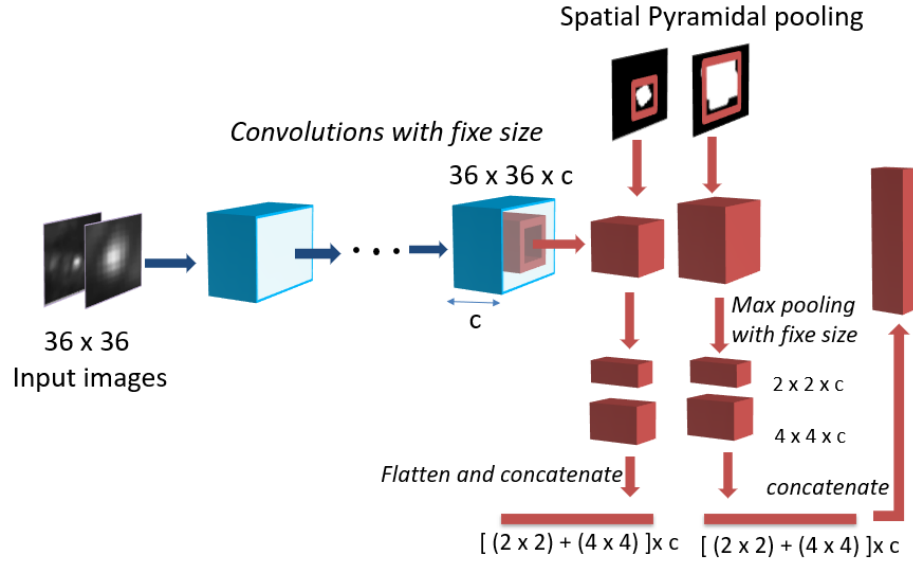 Spatial Pyramidal pooling
Convolutions with fixe size
36 x 36 x c
c
36 x 36
Input images
Max pooling
with fixe size
2 x 2 x c
4 x 4 x c
Flatten and concatenate
concatenate
[ (2 x 2) + (4 x 4) ]x c
[ (2 x 2) + (4 x 4) ]x c